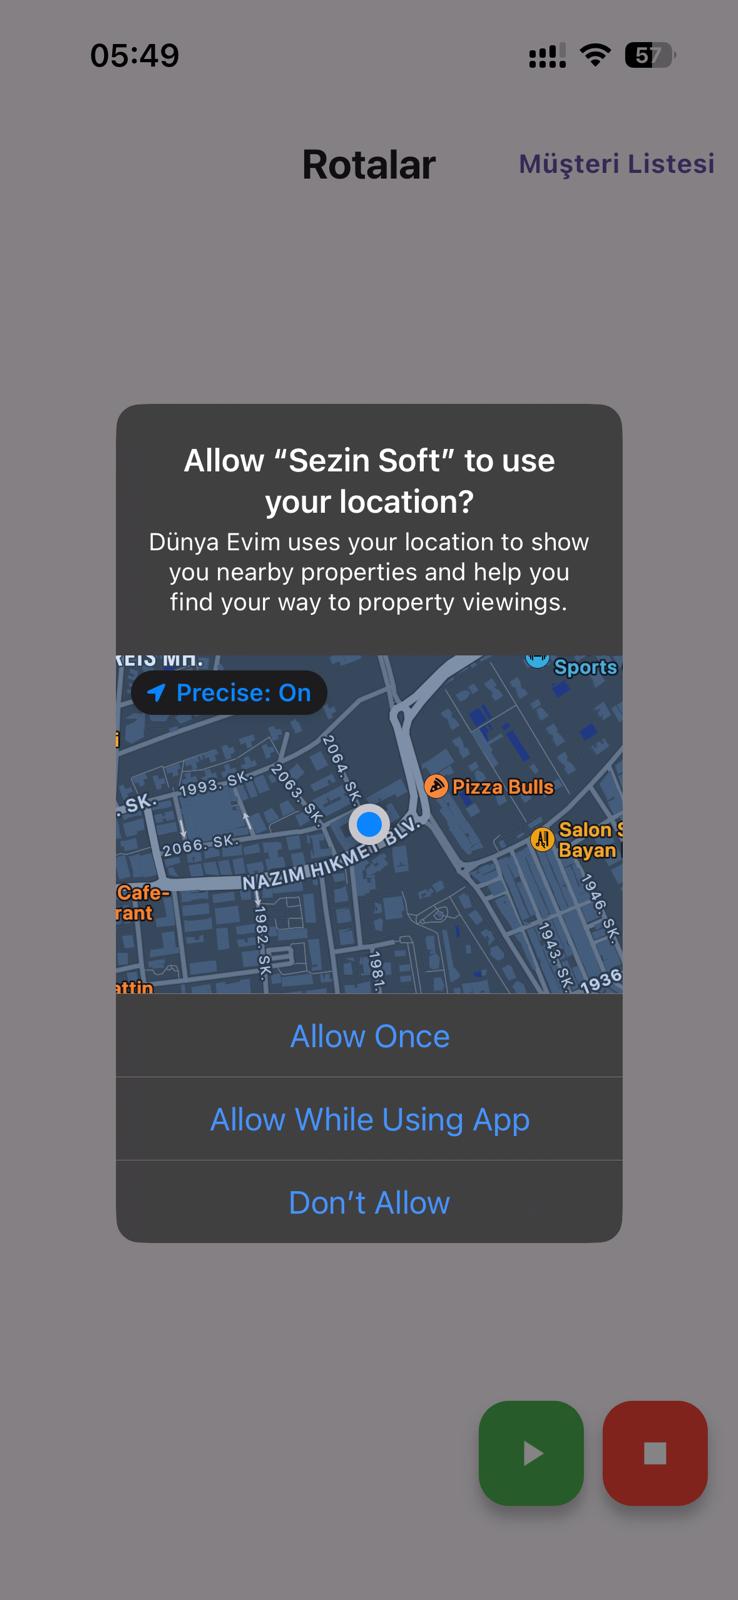 05:49
57
Rotalar
Müşteri Listesi
Allow “Sezin Soft” to use
your location?
Dünya Evim uses your location to show
you nearby properties and help you
find your way to property viewings.
REIS MH.
Sports
Precise: On
i
2064. SK.
1993. SK.
2063. SK.
Pizza Bulls
. SK.
2066. SK.
Salon S
Bayan
NAZIM HIKMET BLV.
Cafe-
rant
1982. SK.
1981.
1946. SK.
1943. SK.
1936
attin
Allow Once
Allow While Using App
Don’t Allow